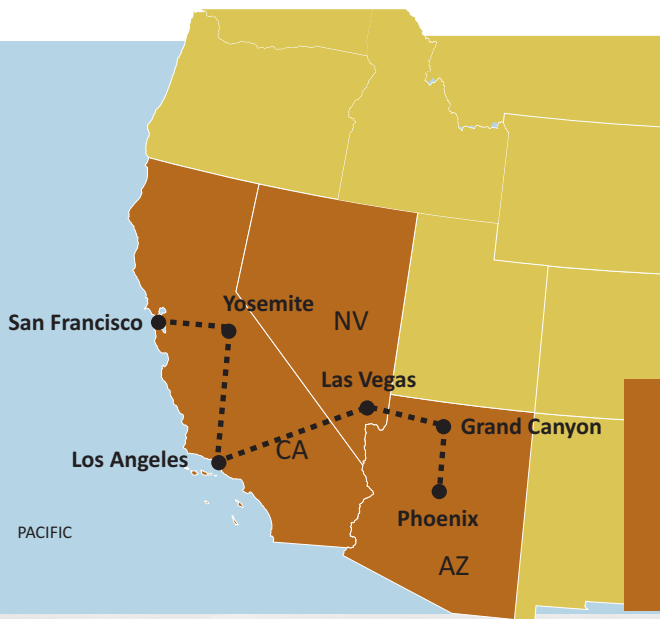 Yosemite
San Francisco
NV
Las Vegas
Grand Canyon
CA
Los Angeles
Phoenix
PACIFIC
AZ